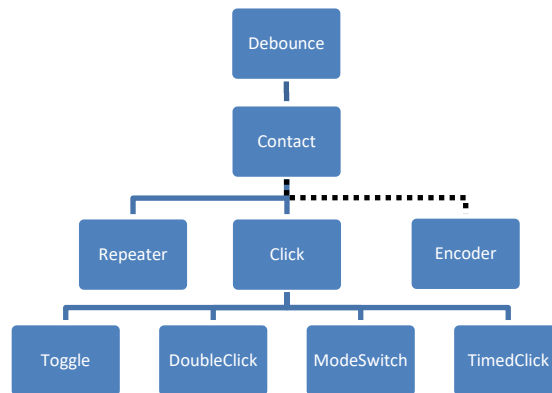 Debounce
Contact
Repeater
Click
Encoder
Toggle
DoubleClick
ModeSwitch
TimedClick